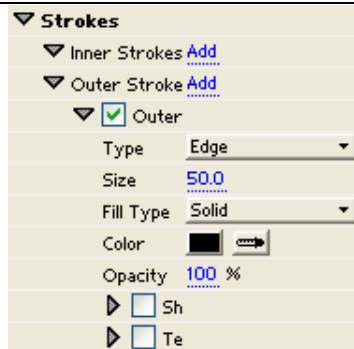 Strokes
Inner Strokes Add
Outer Stroke Add
Outer
Type Edge
Size 50.0
Fill Type Solid
Color
Opacity 100 %
Sh
Te